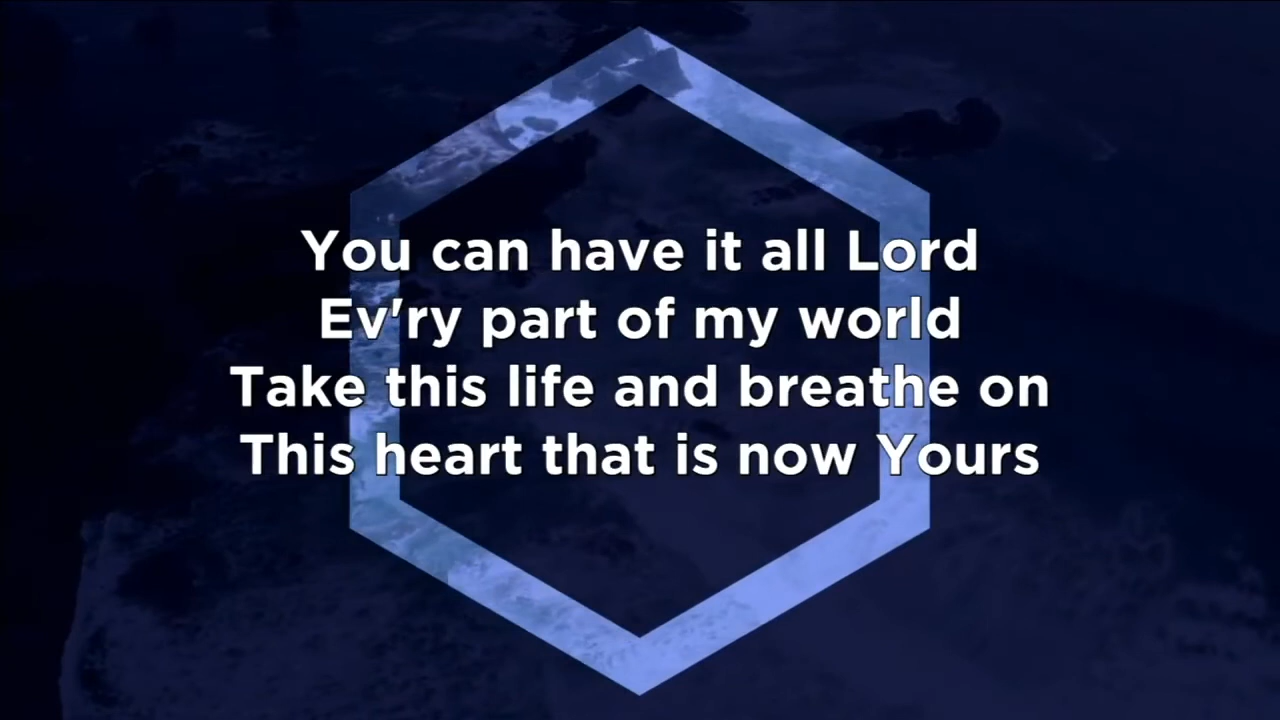 You can have it all Lord
Ev'ry part of my world
Take this life and breathe on
This heart that is now Yours